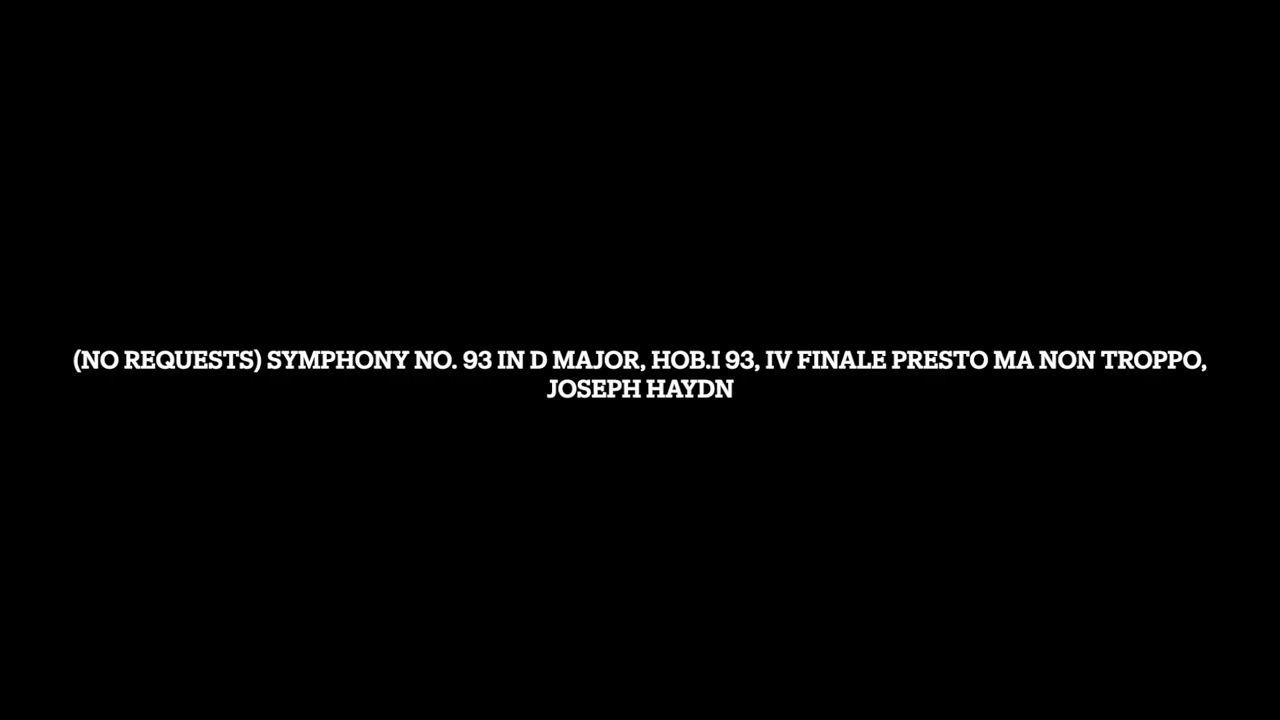 (NO REQUESTS) SYMPHONY NO. 93 IN D MAJOR, HOB.I 93, IV FINALE PRESTO MA NON TROPPO,
JOSEPH HAYDN